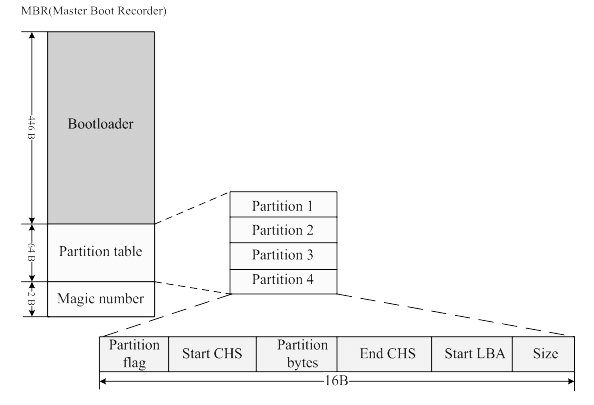 MBR(Master Boot Recorder)
446 B
Bootloader
64 B
Partition table
2 B
Magic number
Partition 1
Partition 2
Partition 3
Partition 4
Partition
flag
Start CHS
Partition
bytes
End CHS
Start LBA
Size
16B